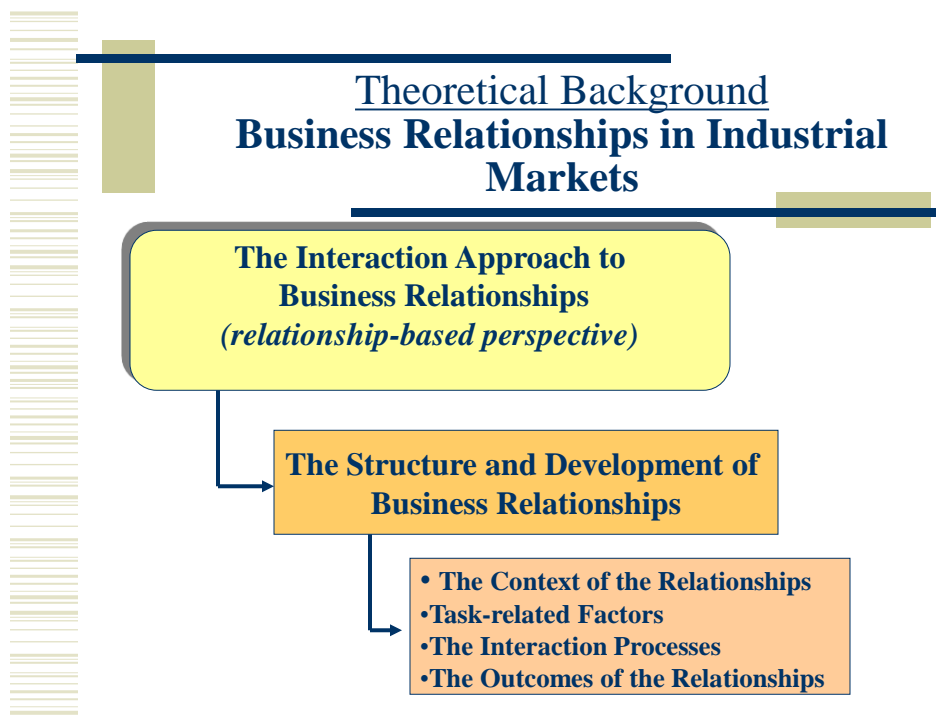 Theoretical Background
Business Relationships in Industrial
Markets
The Interaction Approach to
Business Relationships
(relationship-based perspective)
The Structure and Development of
Business Relationships
• The Context of the Relationships
•Task-related Factors
•The Interaction Processes
•The Outcomes of the Relationships